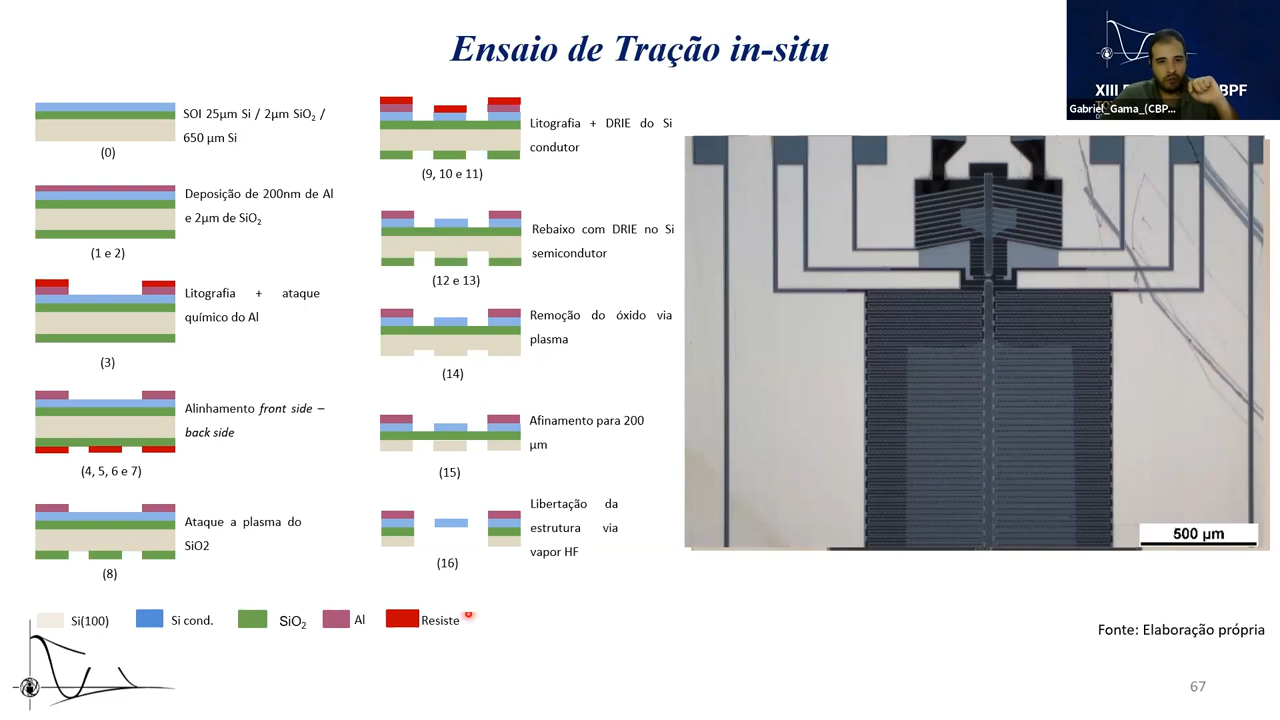 Ensaio de Tração in-situ
SOI 25µm Si / 2µm SiO₂ /
650 µm Si
(0)
Deposição de 200nm de Al
e 2µm de SiO₂
(1 e 2)
Litografia + ataque
químico do Al
(3)
Alinhamento front side –
back side
(4, 5, 6 e 7)
Ataque a plasma do
SiO2
(8)
Litografia + DRIE do Si
condutor
(9, 10 e 11)
Rebaixo com DRIE no Si
semicondutor
(12 e 13)
Remoção do óxido via
plasma
(14)
Afinamento para 200
µm
(15)
Libertação da
estrutura via
vapor HF
(16)
Si(100) Si cond. SiO₂ Al Resiste
XIII BPF
Gabriel_Gama_(CBP...
500 µm
Fonte: Elaboração própria
67